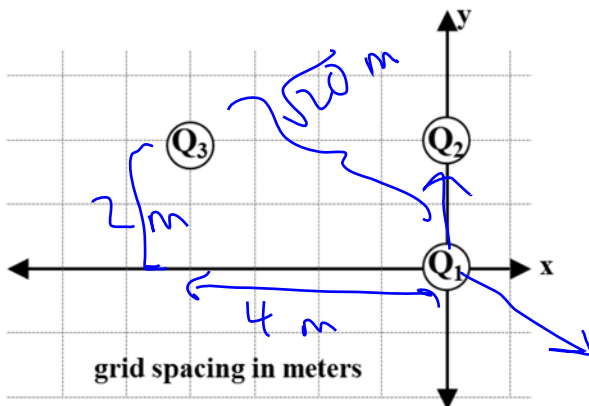 y
√20 m
Q₃
Q₂
2 m
Q₁
x
4 m
grid spacing in meters